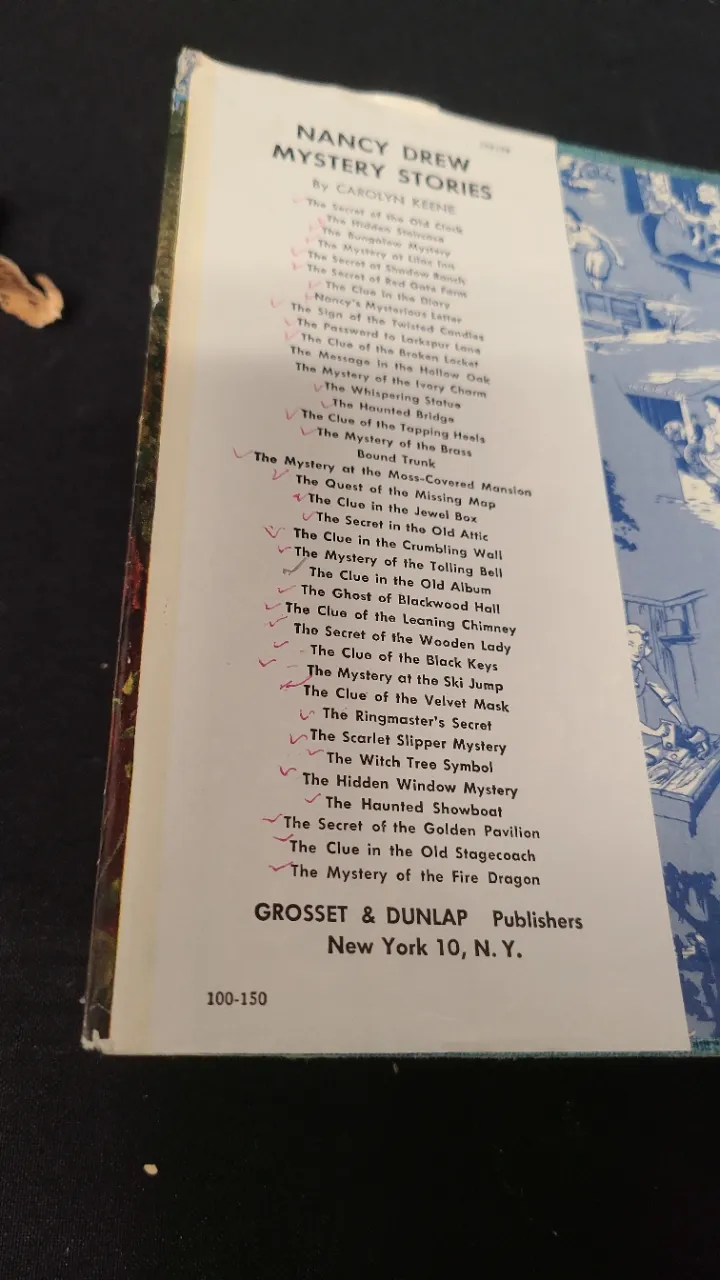 NANCY DREW
MYSTERY STORIES
By CAROLYN KEENE
The Secret of the Old Clock
The Hidden Staircase
The Bungalow Mystery
The Mystery at Lilac Inn
The Secret at Shadow Ranch
The Secret of Red Gate Farm
The Clue in the Diary
Nancy's Mysterious Letter
The Sign of the Twisted Candles
The Password to Larkspur Lane
The Clue of the Broken Locket
The Message in the Hollow Oak
The Mystery of the Ivory Charm
The Whispering Statue
The Haunted Bridge
The Clue of the Tapping Heels
The Mystery of the Brass
Bound Trunk
The Mystery at the Moss-Covered Mansion
The Quest of the Missing Map
The Clue in the Jewel Box
The Secret in the Old Attic
The Clue in the Crumbling Wall
The Mystery of the Tolling Bell
The Clue in the Old Album
The Ghost of Blackwood Hall
The Clue of the Leaning Chimney
The Secret of the Wooden Lady
The Clue of the Black Keys
The Mystery at the Ski Jump
The Clue of the Velvet Mask
The Ringmaster's Secret
The Scarlet Slipper Mystery
The Witch Tree Symbol
The Hidden Window Mystery
The Haunted Showboat
The Secret of the Golden Pavilion
The Clue in the Old Stagecoach
The Mystery of the Fire Dragon
GROSSET & DUNLAP Publishers
New York 10, N. Y.
100-150